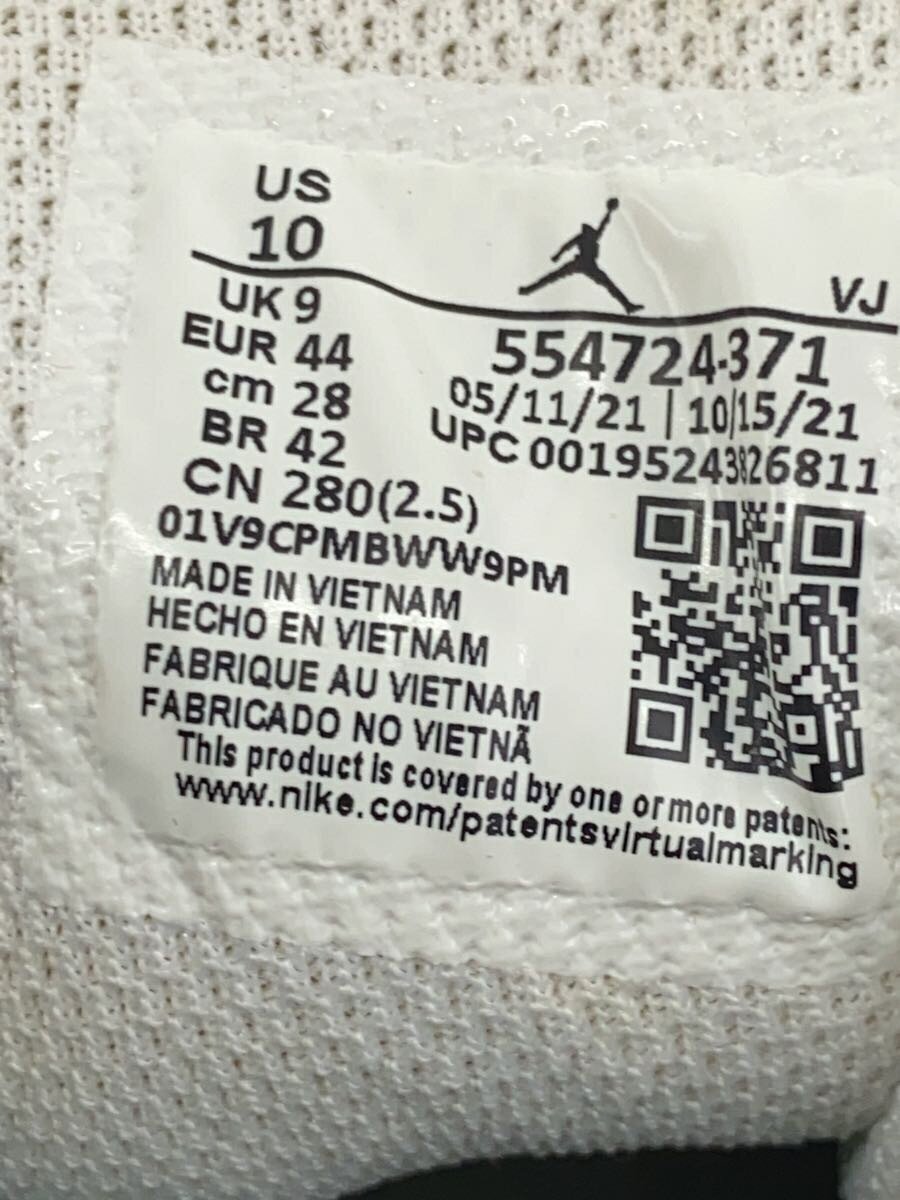 US
10
VJ
UK 9
EUR 44
cm 28
BR 42
CN 280(2.5)
554724-371
05/11/21 | 10/15/21
UPC 00195243826811
01V9CPMBWW9PM
MADE IN VIETNAM
HECHO EN VIETNAM
FABRIQUE AU VIETNAM
FABRICADO NO VIETNÃ
This product is covered by one or more patents:
www.nike.com/patentsvirtualmarking